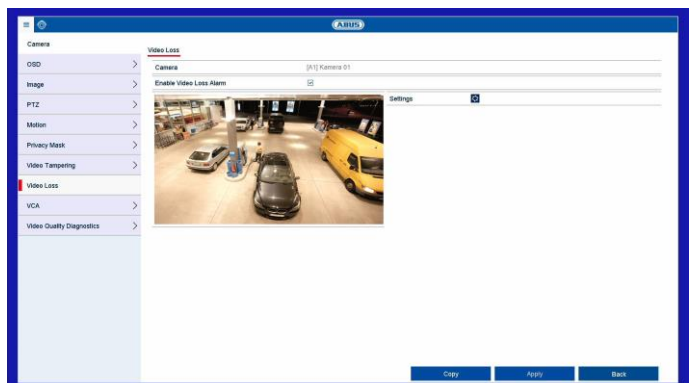 ABUS
Camera
OSD
Image
PTZ
Motion
Privacy Mask
Video Tampering
Video Loss
VCA
Video Quality Diagnostics
Video Loss
Camera [A1] Kamera 01
Enable Video Loss Alarm
Settings
Copy Apply Back